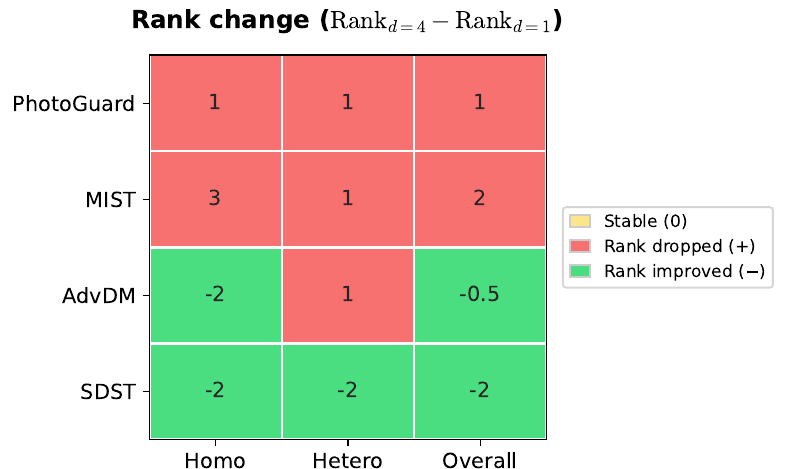 Rank change (Rank_{d=4} − Rank_{d=1})
PhotoGuard 1 1 1
MIST 3 1 2
AdvDM -2 1 -0.5
SDST -2 -2 -2
Homo Hetero Overall
Stable (0)
Rank dropped (+)
Rank improved (−)